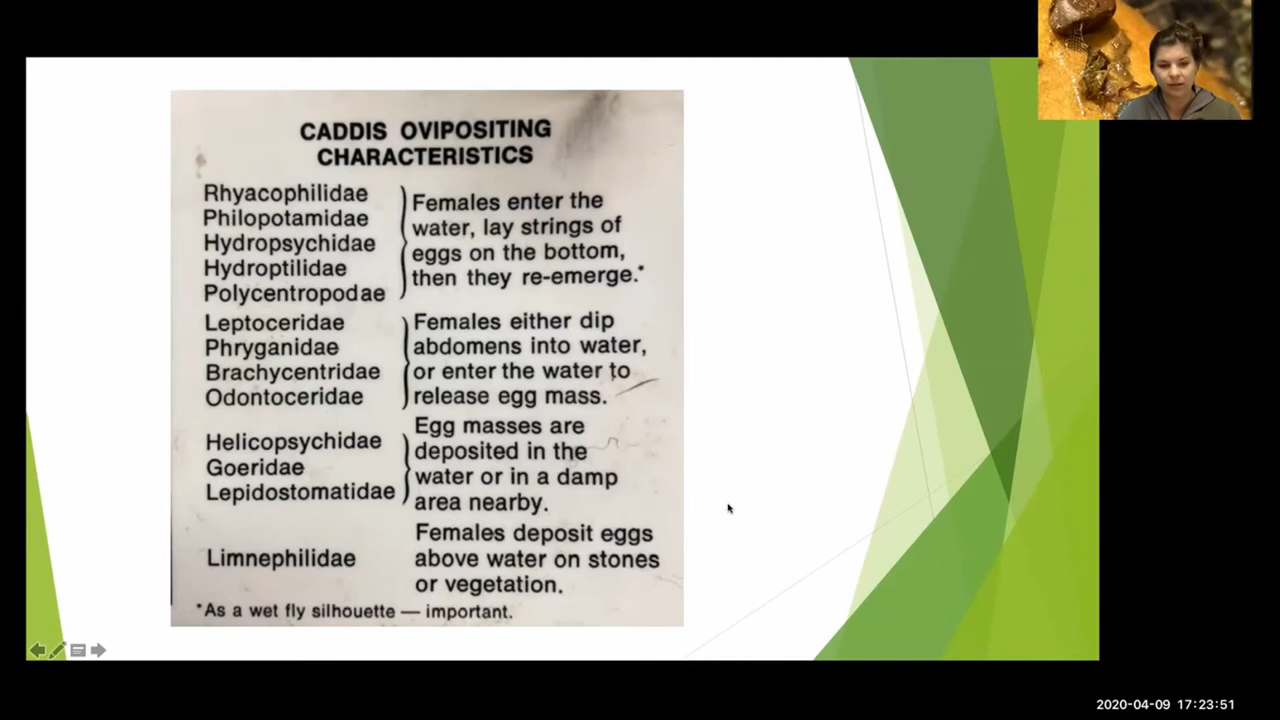 CADDIS OVIPOSITING
CHARACTERISTICS
Rhyacophilidae
Philopotamidae
Hydropsychidae
Hydroptilidae
Polycentropodae
Females enter the
water, lay strings of
eggs on the bottom,
then they re-emerge.*
Leptoceridae
Phryganidae
Brachycentridae
Odontoceridae
Females either dip
abdomens into water,
or enter the water to
release egg mass.
Helicopsychidae
Goeridae
Lepidostomatidae
Egg masses are
deposited in the
water or in a damp
area nearby.
Limnephilidae
Females deposit eggs
above water on stones
or vegetation.
*As a wet fly silhouette — important.
2020-04-09 17:23:51